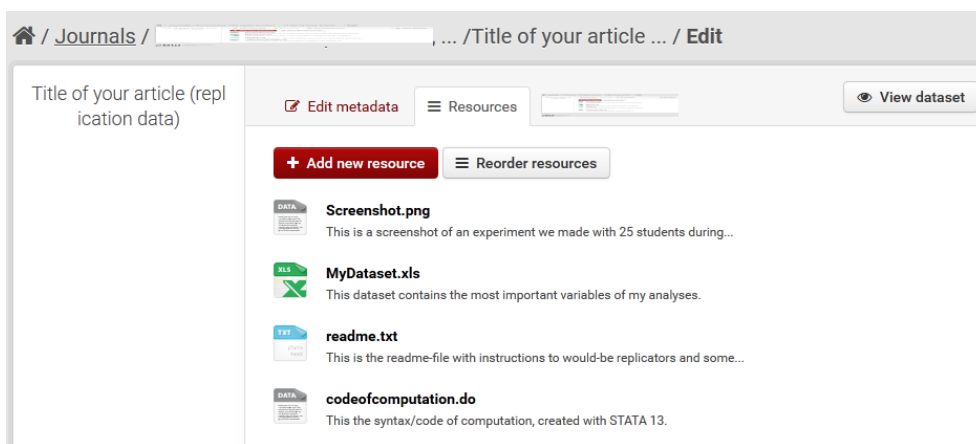 / Journals / , ... /Title of your article ... / Edit
Title of your article (repl
ication data)
Edit metadata
Resources
View dataset
+ Add new resource
Reorder resources
DATA
Screenshot.png
This is a screenshot of an experiment we made with 25 students during...
XLS
MyDataset.xls
This dataset contains the most important variables of my analyses.
TXT
readme.txt
This is the readme-file with instructions to would-be replicators and some...
DATA
codeofcomputation.do
This the syntax/code of computation, created with STATA 13.